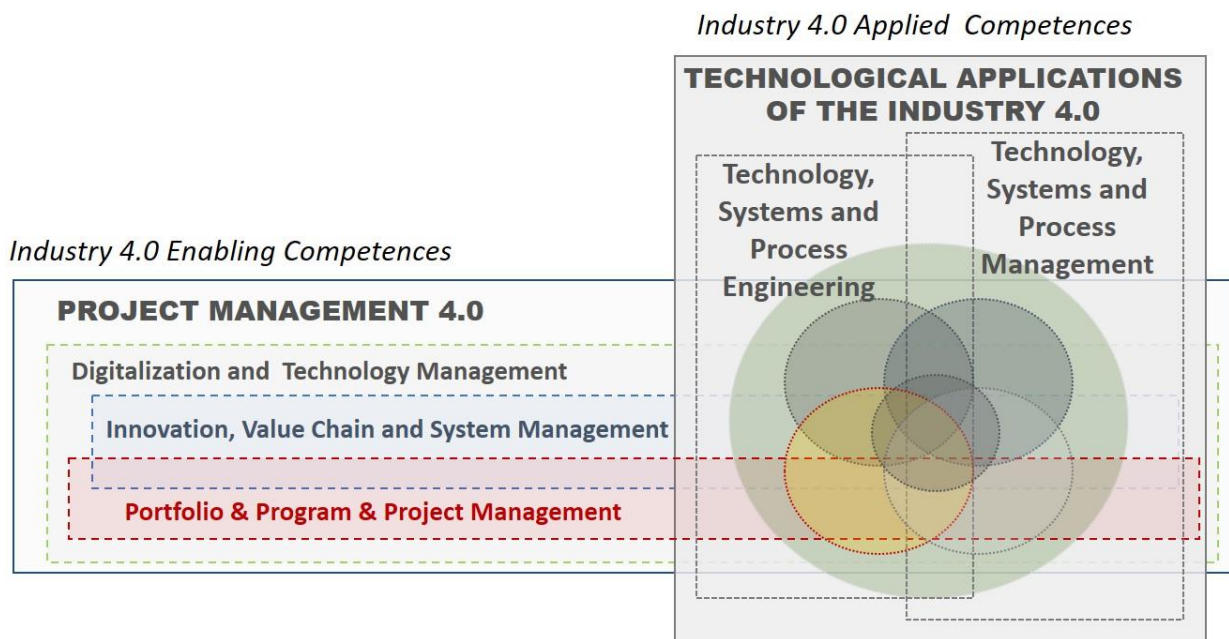 Industry 4.0 Applied Competences
TECHNOLOGICAL APPLICATIONS
OF THE INDUSTRY 4.0
Technology,
Systems and
Process
Engineering
Technology,
Systems and
Process
Management
Industry 4.0 Enabling Competences
PROJECT MANAGEMENT 4.0
Digitalization and Technology Management
Innovation, Value Chain and System Management
Portfolio & Program & Project Management